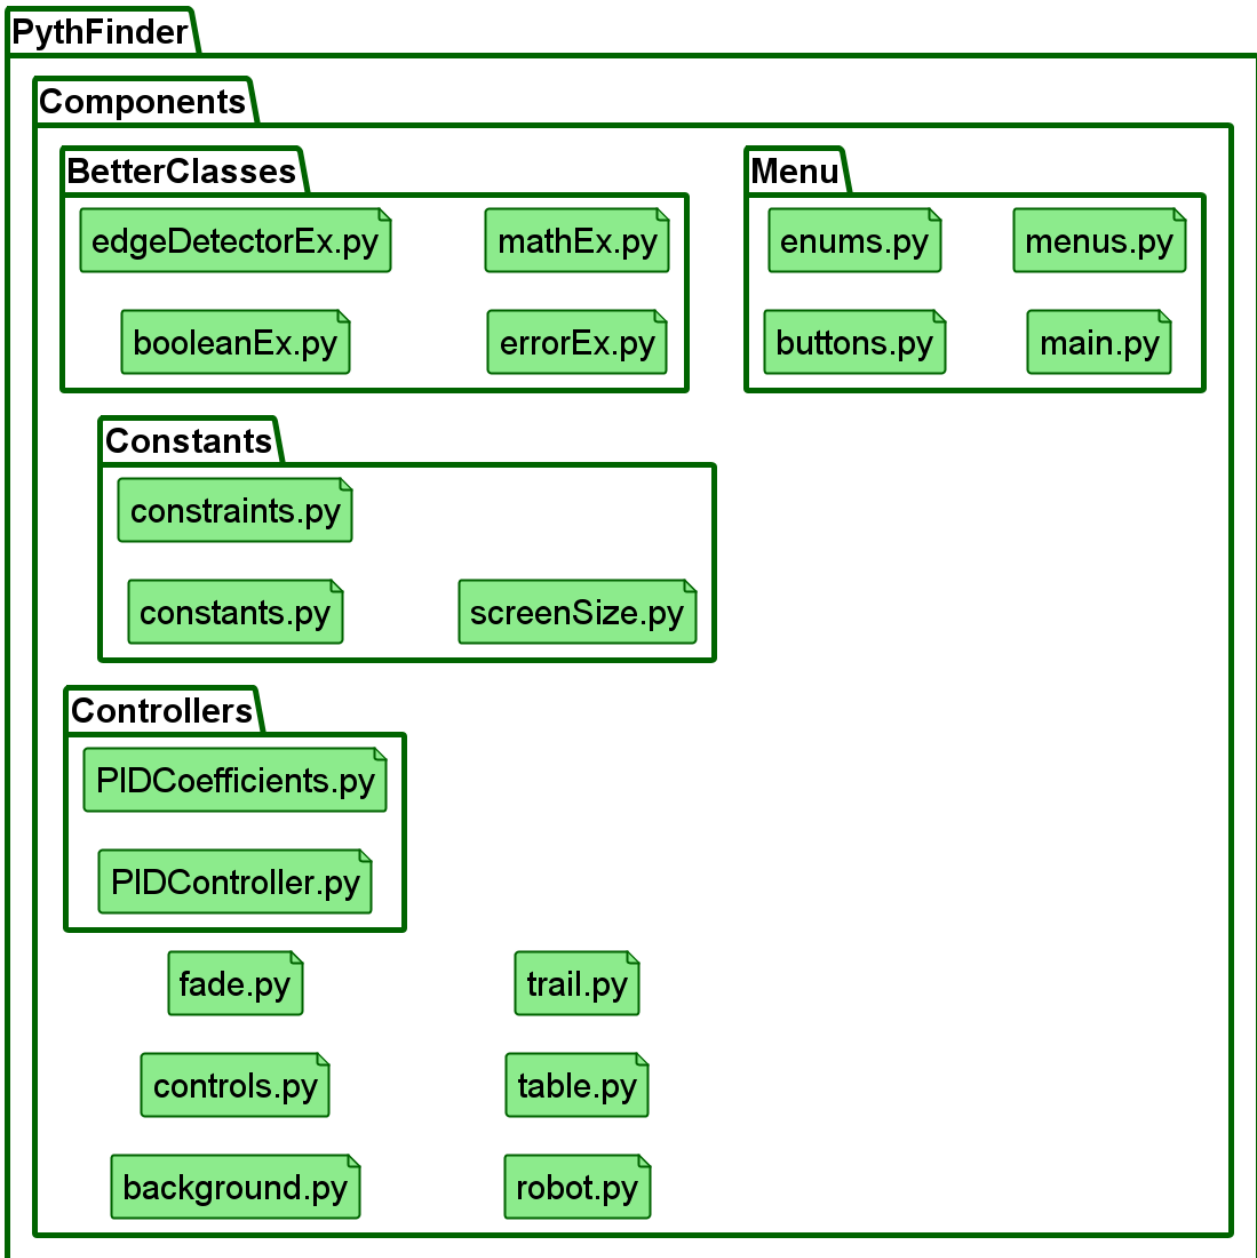 PythFinder
Components
BetterClasses
edgeDetectorEx.py
mathEx.py
booleanEx.py
errorEx.py
Menu
enums.py
menus.py
buttons.py
main.py
Constants
constraints.py
constants.py
screenSize.py
Controllers
PIDCoefficients.py
PIDController.py
fade.py
trail.py
controls.py
table.py
background.py
robot.py